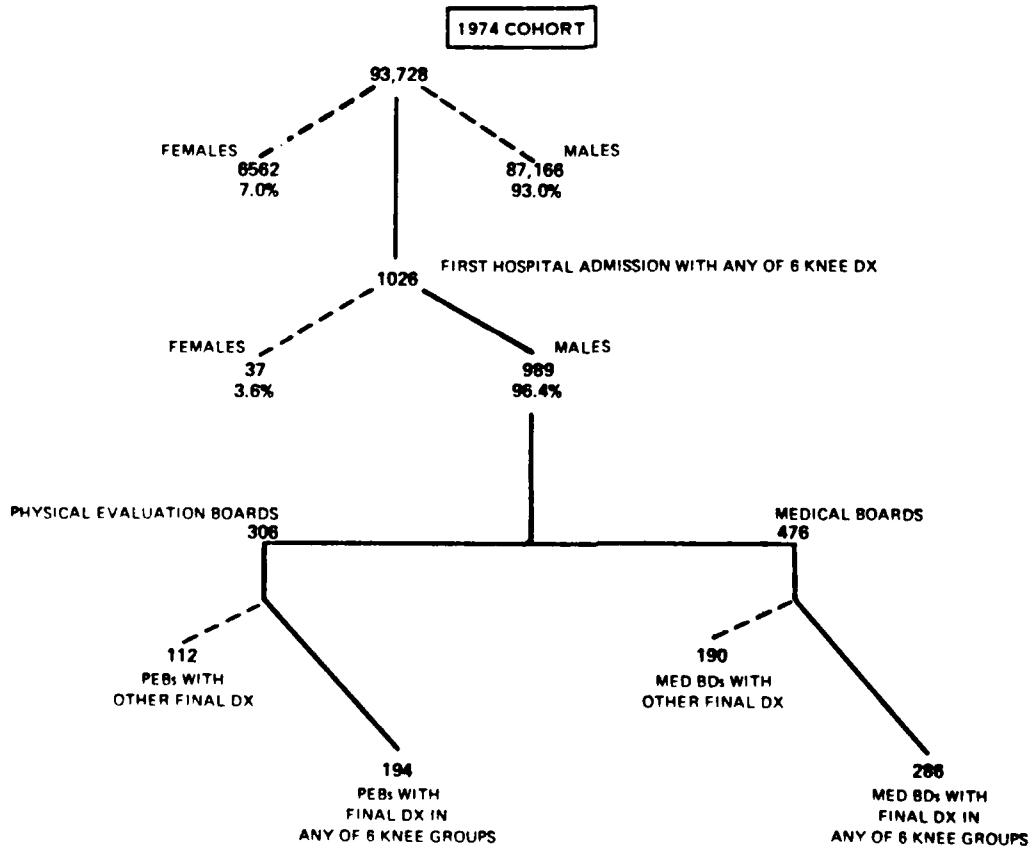 1974 COHORT
93,728
FEMALES
6562
7.0%
MALES
87,166
93.0%
1026
FIRST HOSPITAL ADMISSION WITH ANY OF 6 KNEE DX
FEMALES
37
3.6%
MALES
989
96.4%
PHYSICAL EVALUATION BOARDS
306
MEDICAL BOARDS
476
112
PEBs WITH
OTHER FINAL DX
190
MED BDs WITH
OTHER FINAL DX
194
PEBs WITH
FINAL DX IN
ANY OF 6 KNEE GROUPS
286
MED BDs WITH
FINAL DX IN
ANY OF 6 KNEE GROUPS